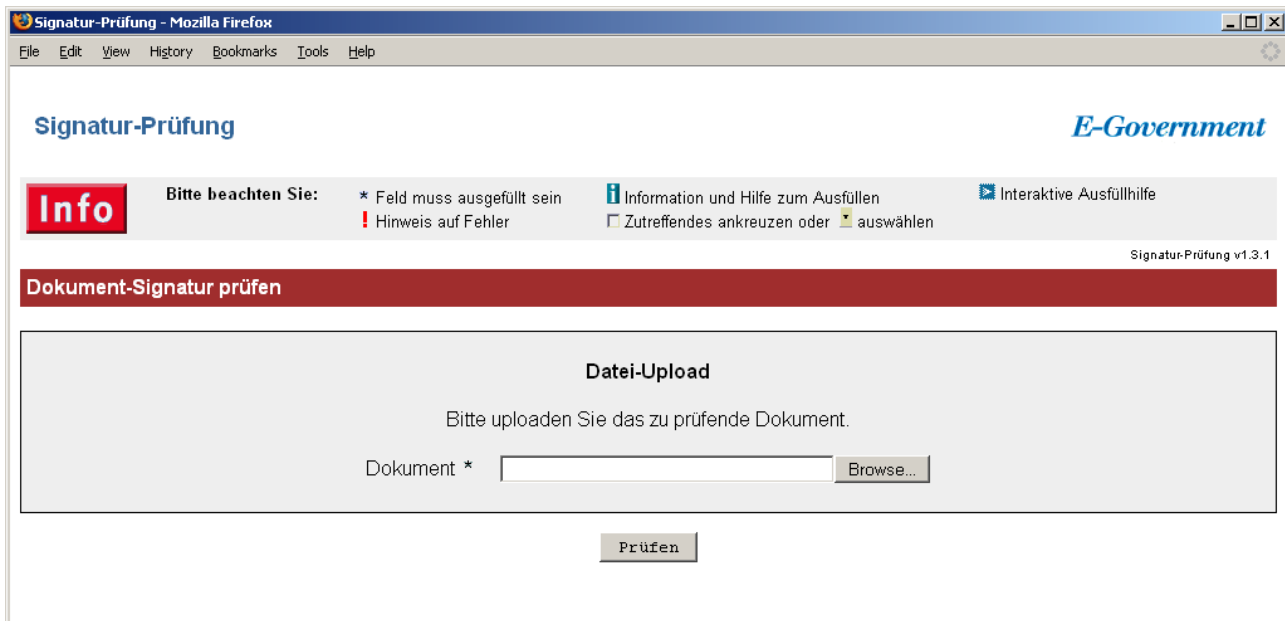 Signatur-Prüfung - Mozilla Firefox
File Edit View History Bookmarks Tools Help
Signatur-Prüfung
E-Government
Info
Bitte beachten Sie:
* Feld muss ausgefüllt sein
! Hinweis auf Fehler
i Information und Hilfe zum Ausfüllen
Zutreffendes ankreuzen oder auswählen
Interaktive Ausfüllhilfe
Signatur-Prüfung v1.3.1
Dokument-Signatur prüfen
Datei-Upload
Bitte uploaden Sie das zu prüfende Dokument.
Dokument * Browse...
Prüfen